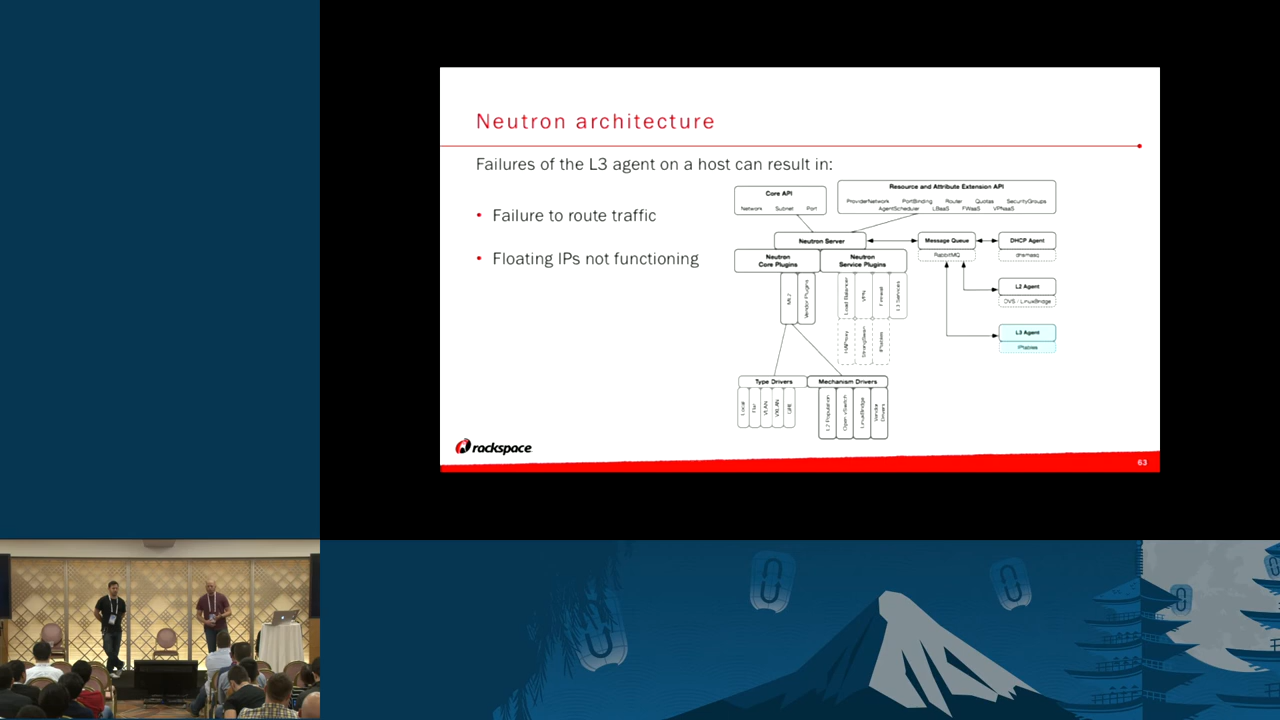 Neutron architecture
Failures of the L3 agent on a host can result in:
• Failure to route traffic
• Floating IPs not functioning
Core API
Network Subnet Port
Resource and Attribute Extension API
ProviderNetwork PortBinding Router Quotas SecurityGroups
AgentScheduler LBaaS FWaaS VPNaaS
Neutron Server
Message Queue
RabbitMQ
DHCP Agent
dnsmasq
Neutron
Core Plugins
Neutron
Service Plugins
ML2
Vendor Plugins
Load Balancer
VPN
Firewall
L3 Services
HAProxy
StrongSwan
IPtables
L2 Agent
OVS / LinuxBridge
L3 Agent
IPtables
Type Drivers
Local
Flat
VLAN
VXLAN
GRE
Mechanism Drivers
L2 Population
Open vSwitch
LinuxBridge
Vendor
Drivers
rackspace
63